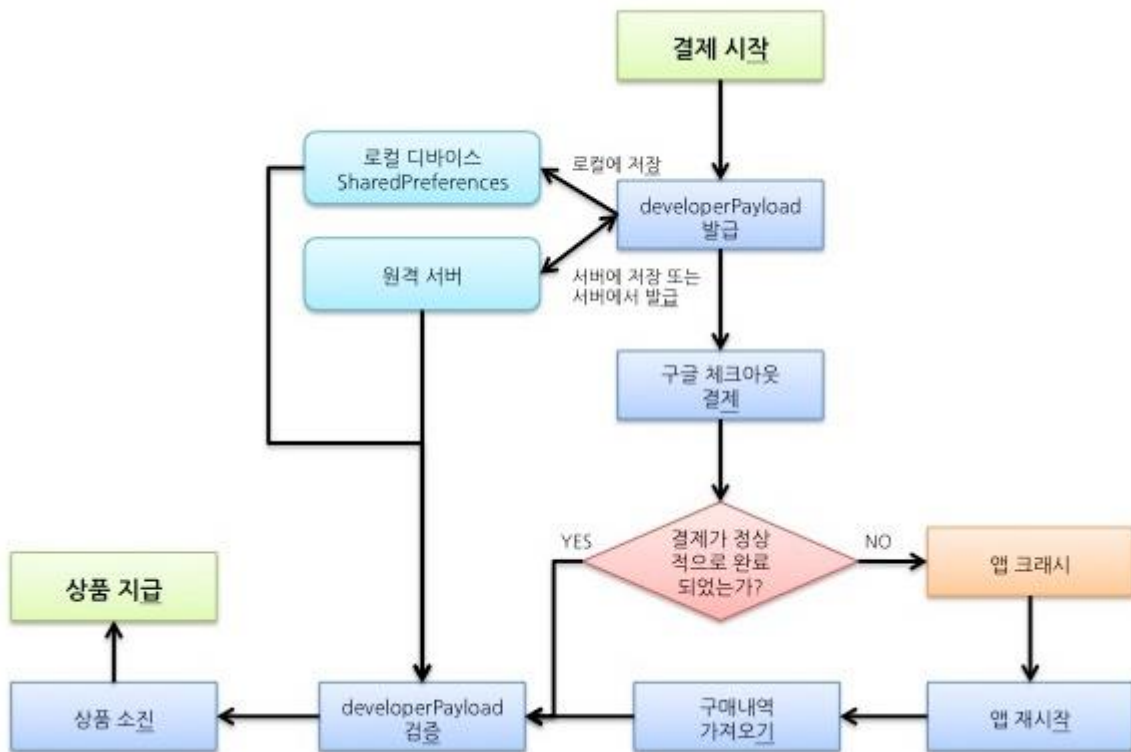 결제 시작
로컬 디바이스
SharedPreferences
로컬에 저장
developerPayload
발급
원격 서버
서버에 저장 또는
서버에서 발급
구글 체크아웃
결제
YES
결제가 정상
적으로 완료
되었는가?
NO
앱 크래시
상품 지급
상품 소진
developerPayload
검증
구매내역
가져오기
앱 재시작